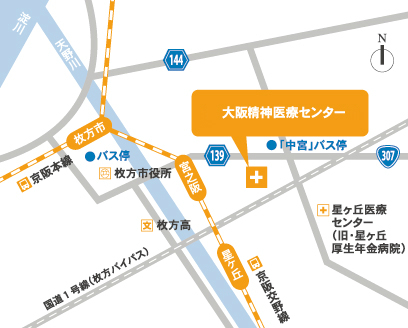 淀川
天野川
144
N
大阪精神医療センター
枚方市
バス停
139
「中宮」バス停
307
京阪本線
枚方市役所
宮之阪
文
枚方高
星ヶ丘医療
センター
(旧・星ヶ丘
厚生年金病院)
星ヶ丘
国道1号線(枚方バイパス)
京阪交野線